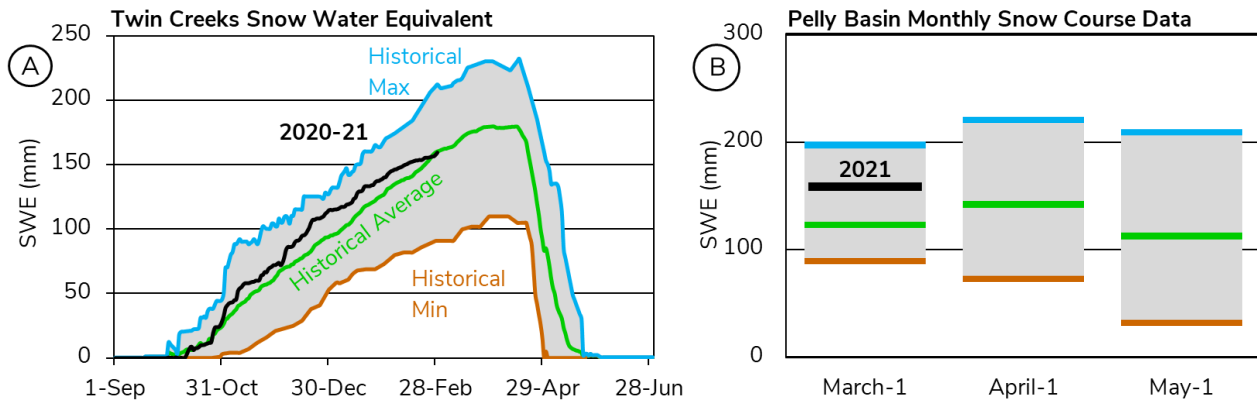 Twin Creeks Snow Water Equivalent
A
SWE (mm)
250
200
150
100
50
0
Historical
Max
2020-21
Historical Average
Historical
Min
1-Sep
31-Oct
30-Dec
28-Feb
29-Apr
28-Jun
Pelly Basin Monthly Snow Course Data
B
SWE (mm)
300
200
100
0
2021
March-1
April-1
May-1